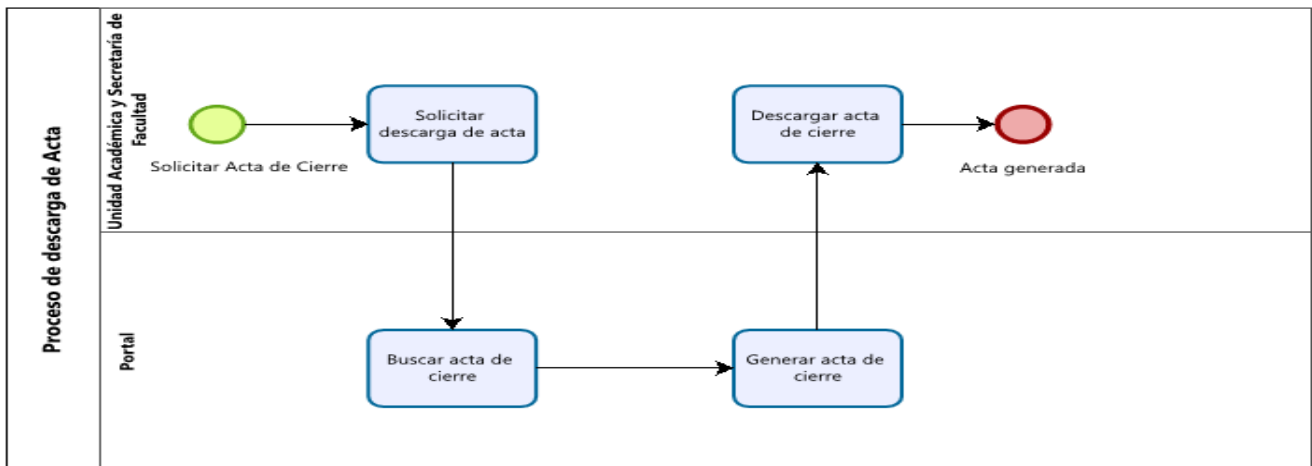 Proceso de descarga de Acta
Unidad Académica y Secretaría de
Facultad
Solicitar Acta de Cierre
Solicitar
descarga de acta
Descargar acta
de cierre
Acta generada
Portal
Buscar acta de
cierre
Generar acta de
cierre